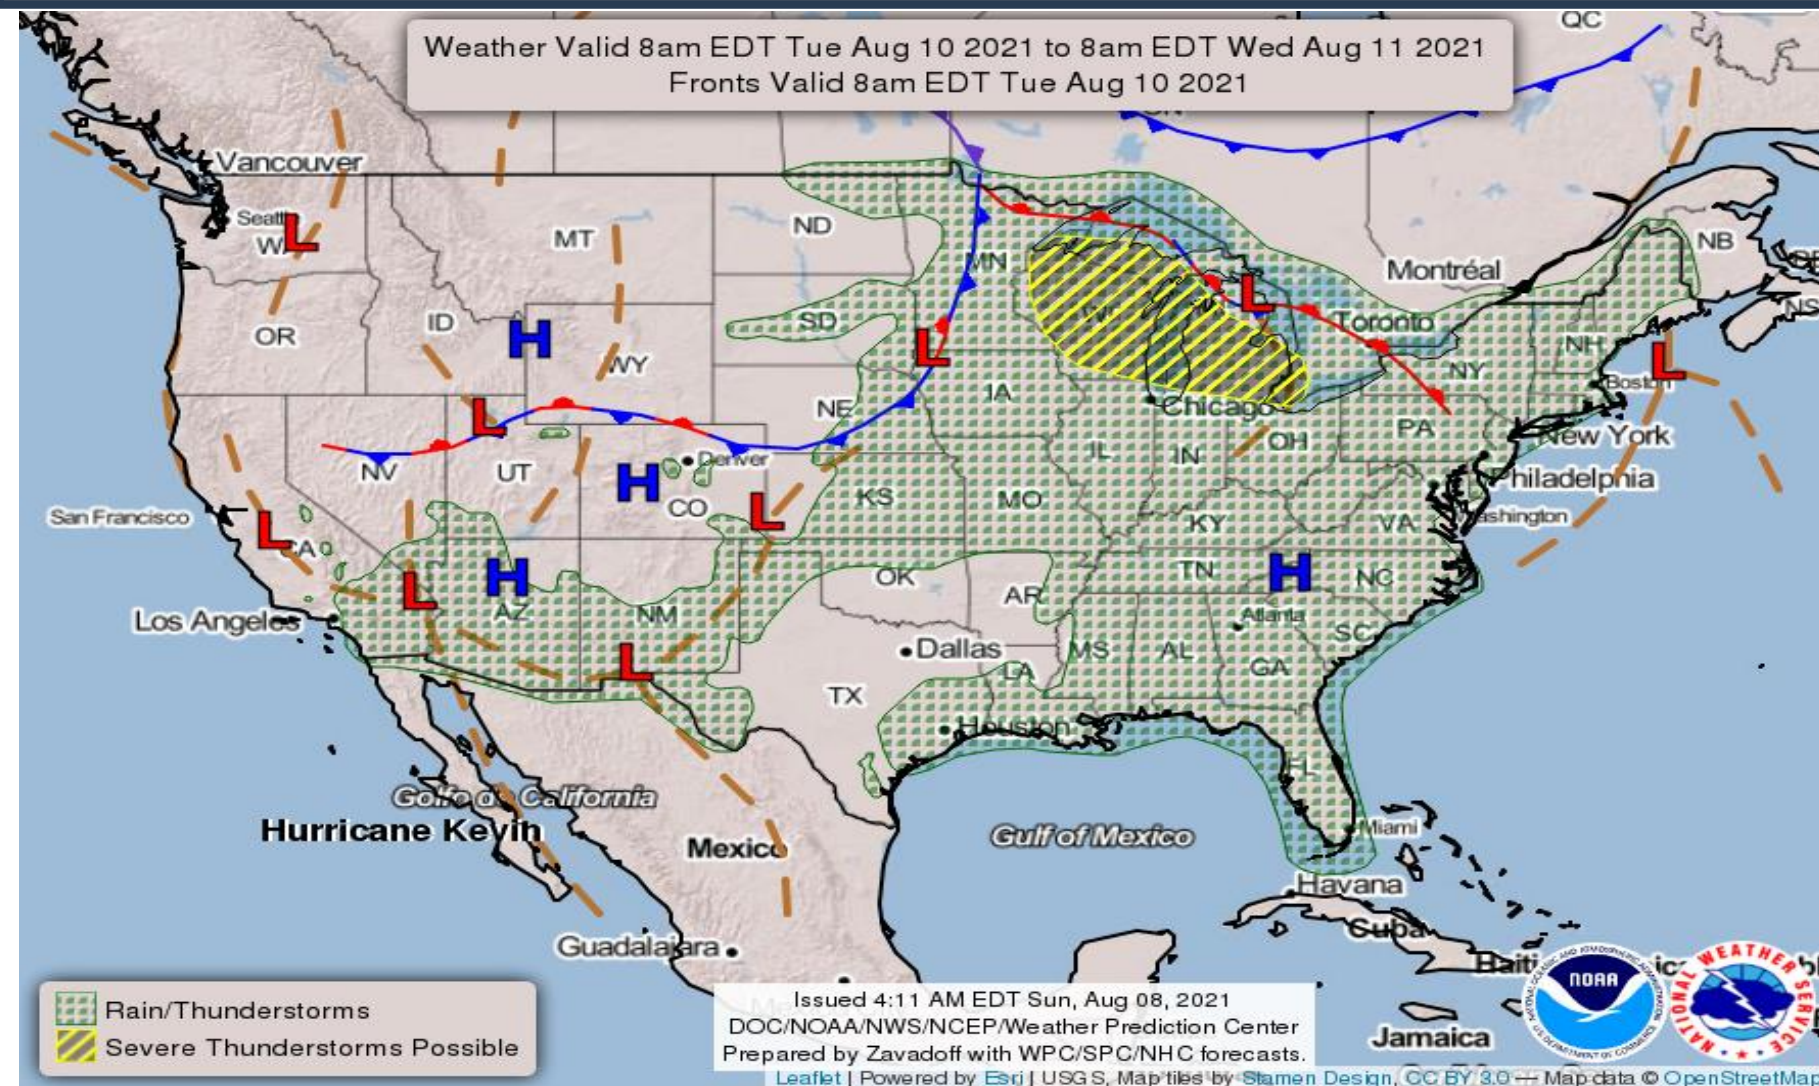 Weather Valid 8am EDT Tue Aug 10 2021 to 8am EDT Wed Aug 11 2021
Fronts Valid 8am EDT Tue Aug 10 2021
QC
Vancouver
Seattl
L
MT
ND
MN
Montréal
NB
OR
ID
H
WY
SD
L
L
Toronto
NH
NS
NY
L
Boston
L
NE
IA
Chicago
PA
New York
NV
UT
H
Denver
CO
KS
IL
IN
OH
Philadelphia
San Francisco
L
CA
L
MO
KY
VA
Washington
L
H
AZ
NM
OK
AR
TN
H
NC
Los Angeles
Atlanta
SC
L
Dallas
LA
MS
AL
GA
TX
Houston
FL
Golfo de California
Hurricane Kevin
Mexico
Gulf of Mexico
Miami
Havana
Cuba
Guadalajara
Haiti
Jamaica
Rain/Thunderstorms
Severe Thunderstorms Possible
Issued 4:11 AM EDT Sun, Aug 08, 2021
DOC/NOAA/NWS/NCEP/Weather Prediction Center
Prepared by Zavadoff with WPC/SPC/NHC forecasts.
Leaflet | Powered by Esri | USGS, Map tiles by Stamen Design, CC BY 3.0 — Map data © OpenStreetMap
NOAA
NATIONAL WEATHER SERVICE